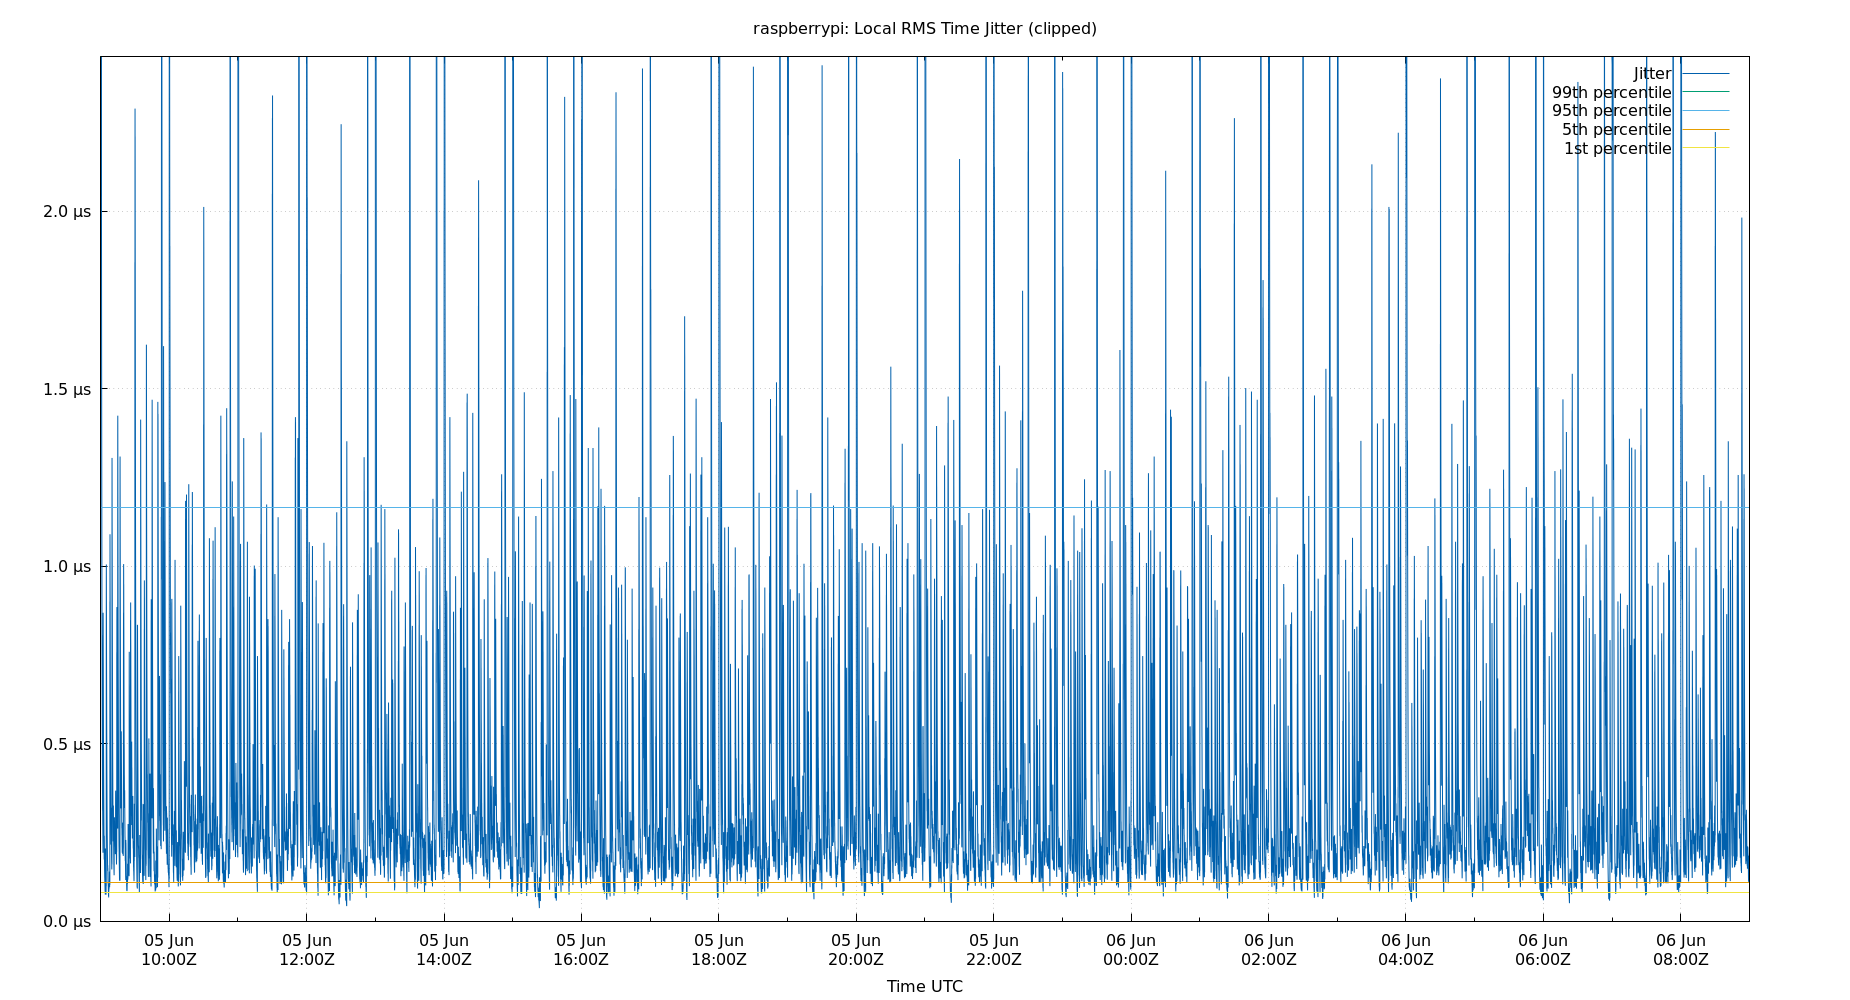 raspberrypi: Local RMS Time Jitter (clipped)
Jitter
99th percentile
95th percentile
5th percentile
1st percentile
2.0 µs
1.5 µs
1.0 µs
0.5 µs
0.0 µs
05 Jun 05 Jun 05 Jun 05 Jun 05 Jun 05 Jun 05 Jun 06 Jun 06 Jun 06 Jun 06 Jun 06 Jun
10:00Z 12:00Z 14:00Z 16:00Z 18:00Z 20:00Z 22:00Z 00:00Z 02:00Z 04:00Z 06:00Z 08:00Z
Time UTC